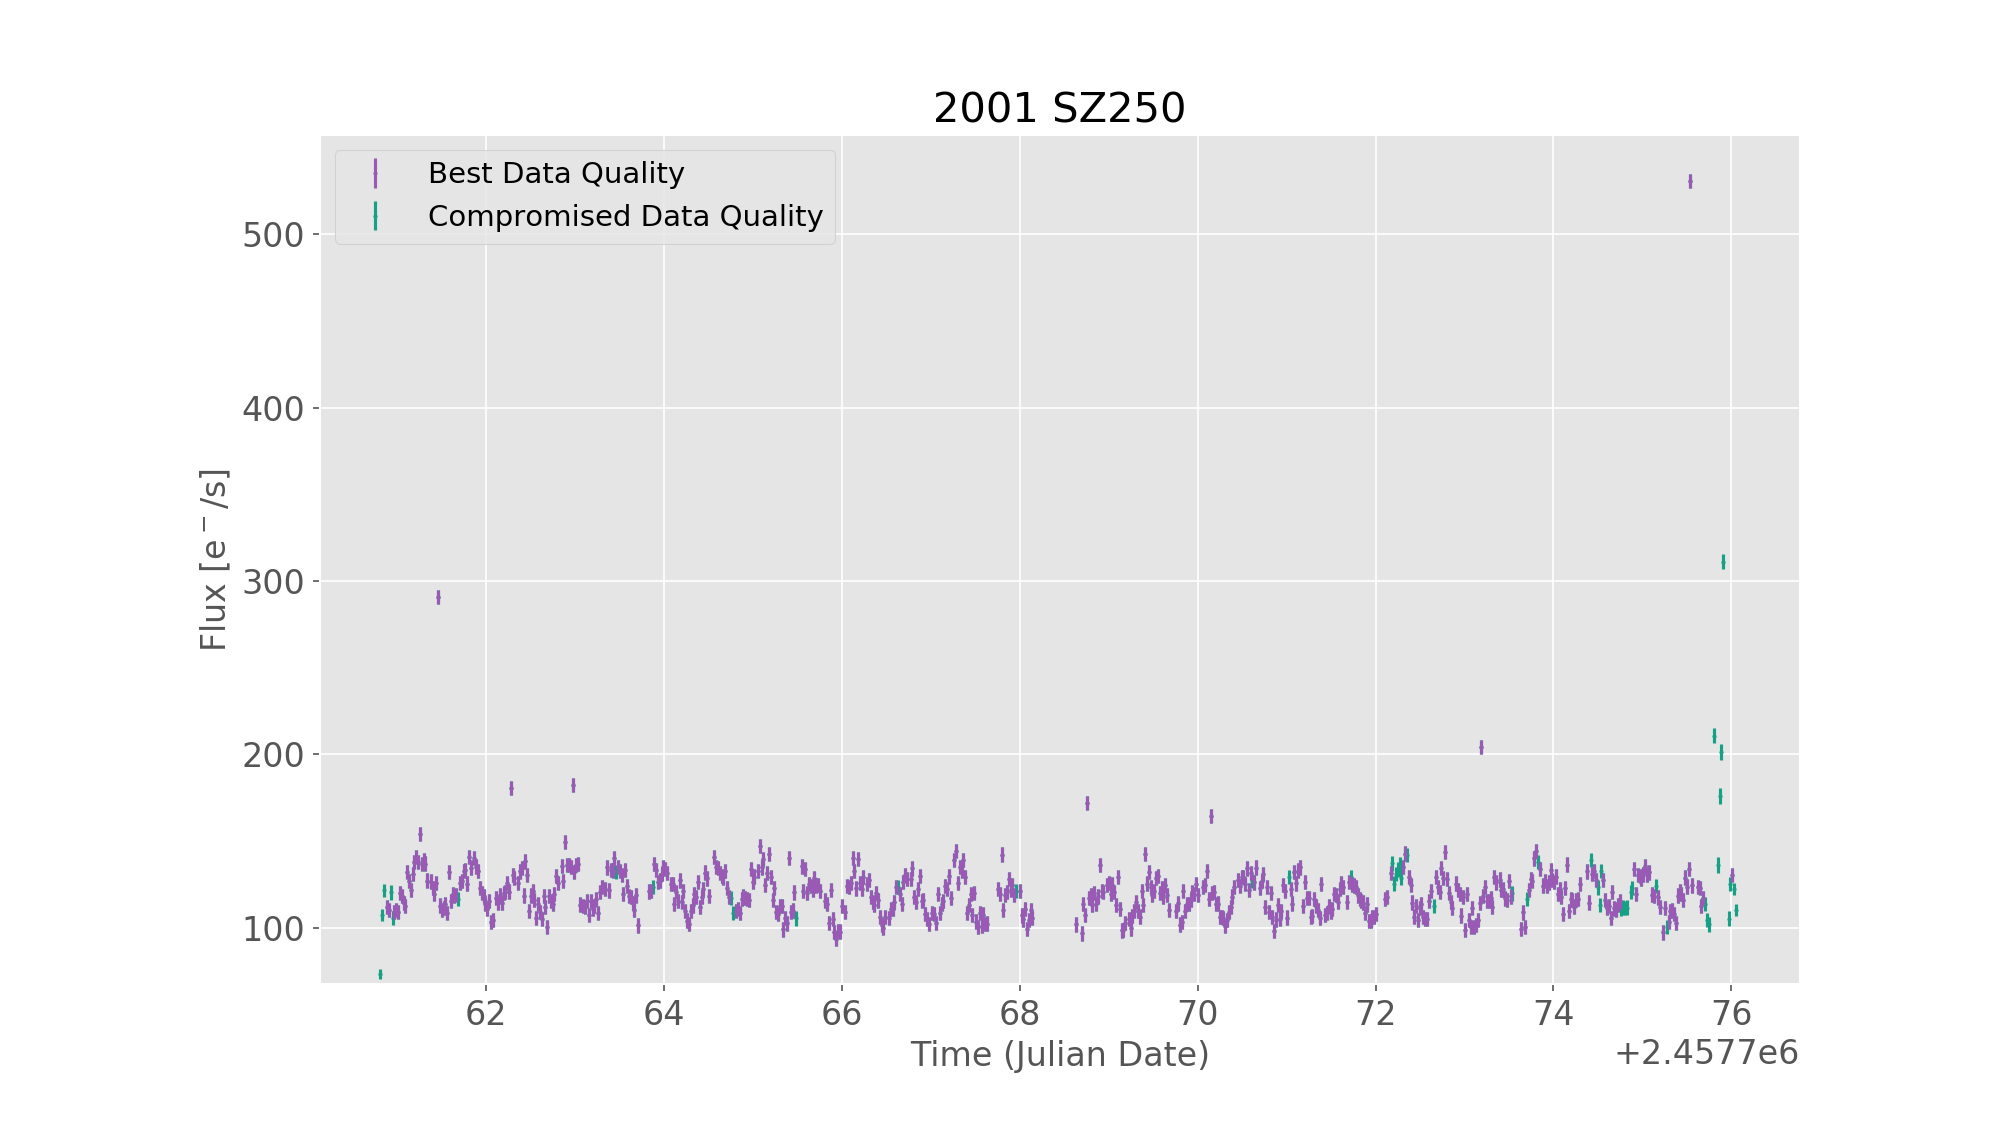 2001 SZ250
Best Data Quality
Compromised Data Quality
500
400
300
200
100
Flux [e⁻/s]
62 64 66 68 70 72 74 76
Time (Julian Date)
+2.4577e6